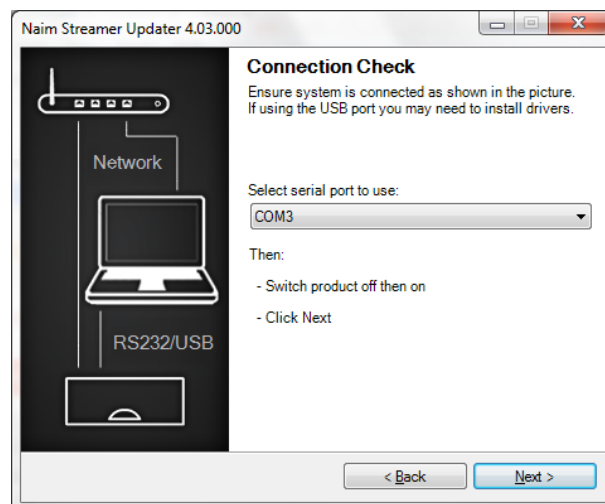 Naim Streamer Updater 4.03.000
Connection Check
Ensure system is connected as shown in the picture.
If using the USB port you may need to install drivers.
Network
Select serial port to use:
COM3
Then:
- Switch product off then on
- Click Next
RS232/USB
< Back
Next >